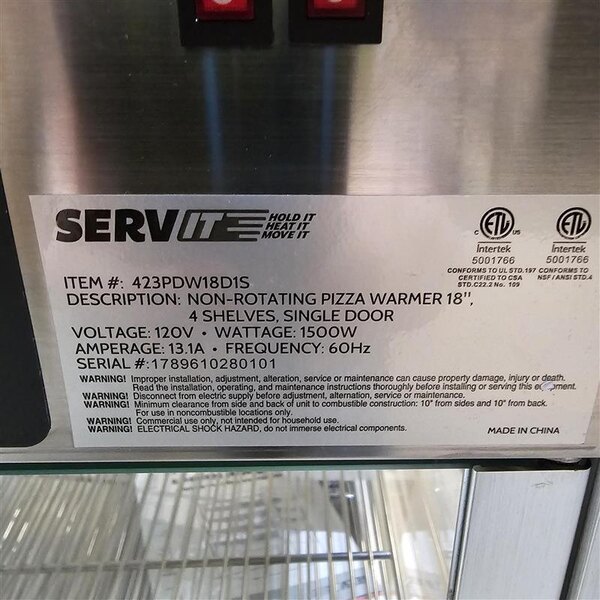 SERVIT HOLD IT
HEAT IT
MOVE IT
C ETL US
Intertek
5001766
CONFORMS TO UL STD.197
CERTIFIED TO CSA
STD.C22.2 No. 109
ETL
Intertek
5001766
CONFORMS TO
NSF/ANSI STD.4
ITEM #: 423PDW18D1S
DESCRIPTION: NON-ROTATING PIZZA WARMER 18",
4 SHELVES, SINGLE DOOR
VOLTAGE: 120V • WATTAGE: 1500W
AMPERAGE: 13.1A • FREQUENCY: 60Hz
SERIAL #:1789610280101
WARNING! Improper installation, adjustment, alteration, service or maintenance can cause property damage, injury or death.
Read the installation, operating, and maintenance instructions thoroughly before installing or servicing this equipment.
WARNING! Disconnect from electric supply before adjustment, alternation, service or maintenance.
WARNING! Minimum clearance from side and back of unit to combustible construction: 10" from sides and 10" from back.
For use in noncombustible locations only.
WARNING! Commercial use only, not intended for household use.
WARNING! ELECTRICAL SHOCK HAZARD, do not immerse electrical components.
MADE IN CHINA